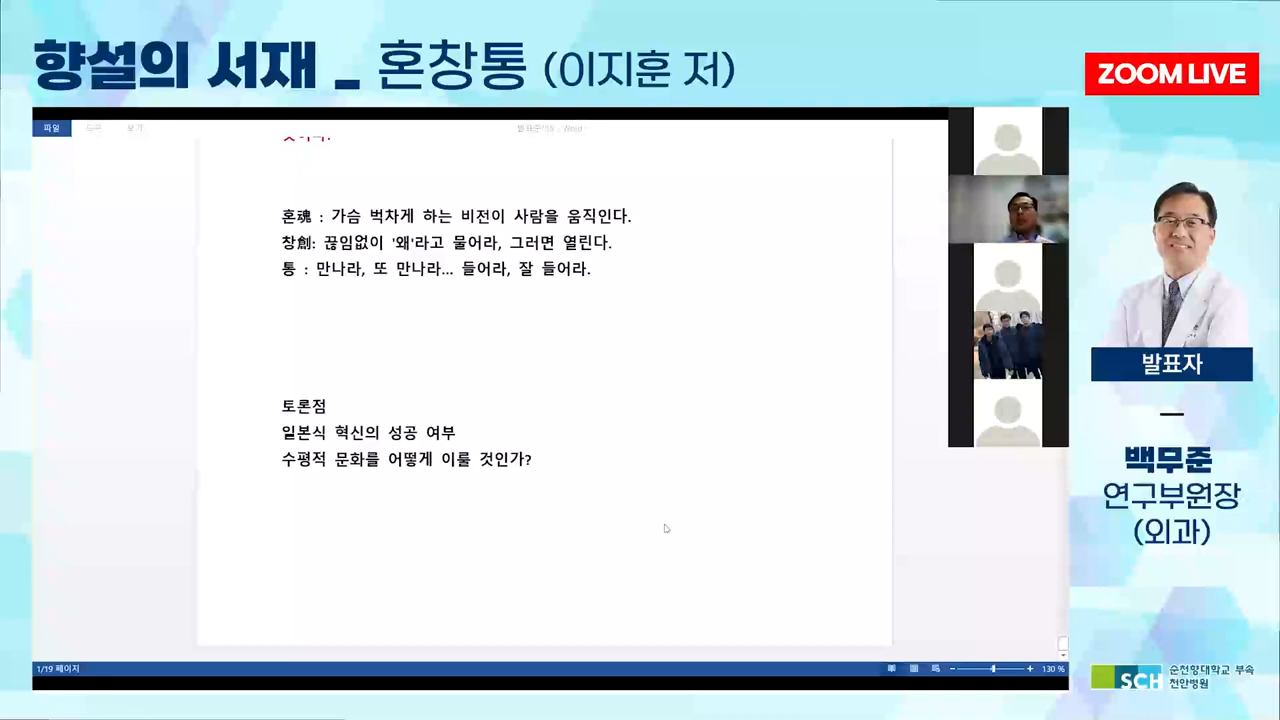 향설의 서재 _ 혼창통 (이지훈 저)
ZOOM LIVE
파일
혼魂 : 가슴 벅차게 하는 비전이 사람을 움직인다.
창創: 끊임없이 '왜'라고 물어라, 그러면 열린다.
통 : 만나라, 또 만나라... 들어라, 잘 들어라.
토론점
일본식 혁신의 성공 여부
수평적 문화를 어떻게 이룰 것인가?
1/19 페이지
130 %
발표자
백무준
연구부원장
(외과)
SCH 순천향대학교 부속
천안병원